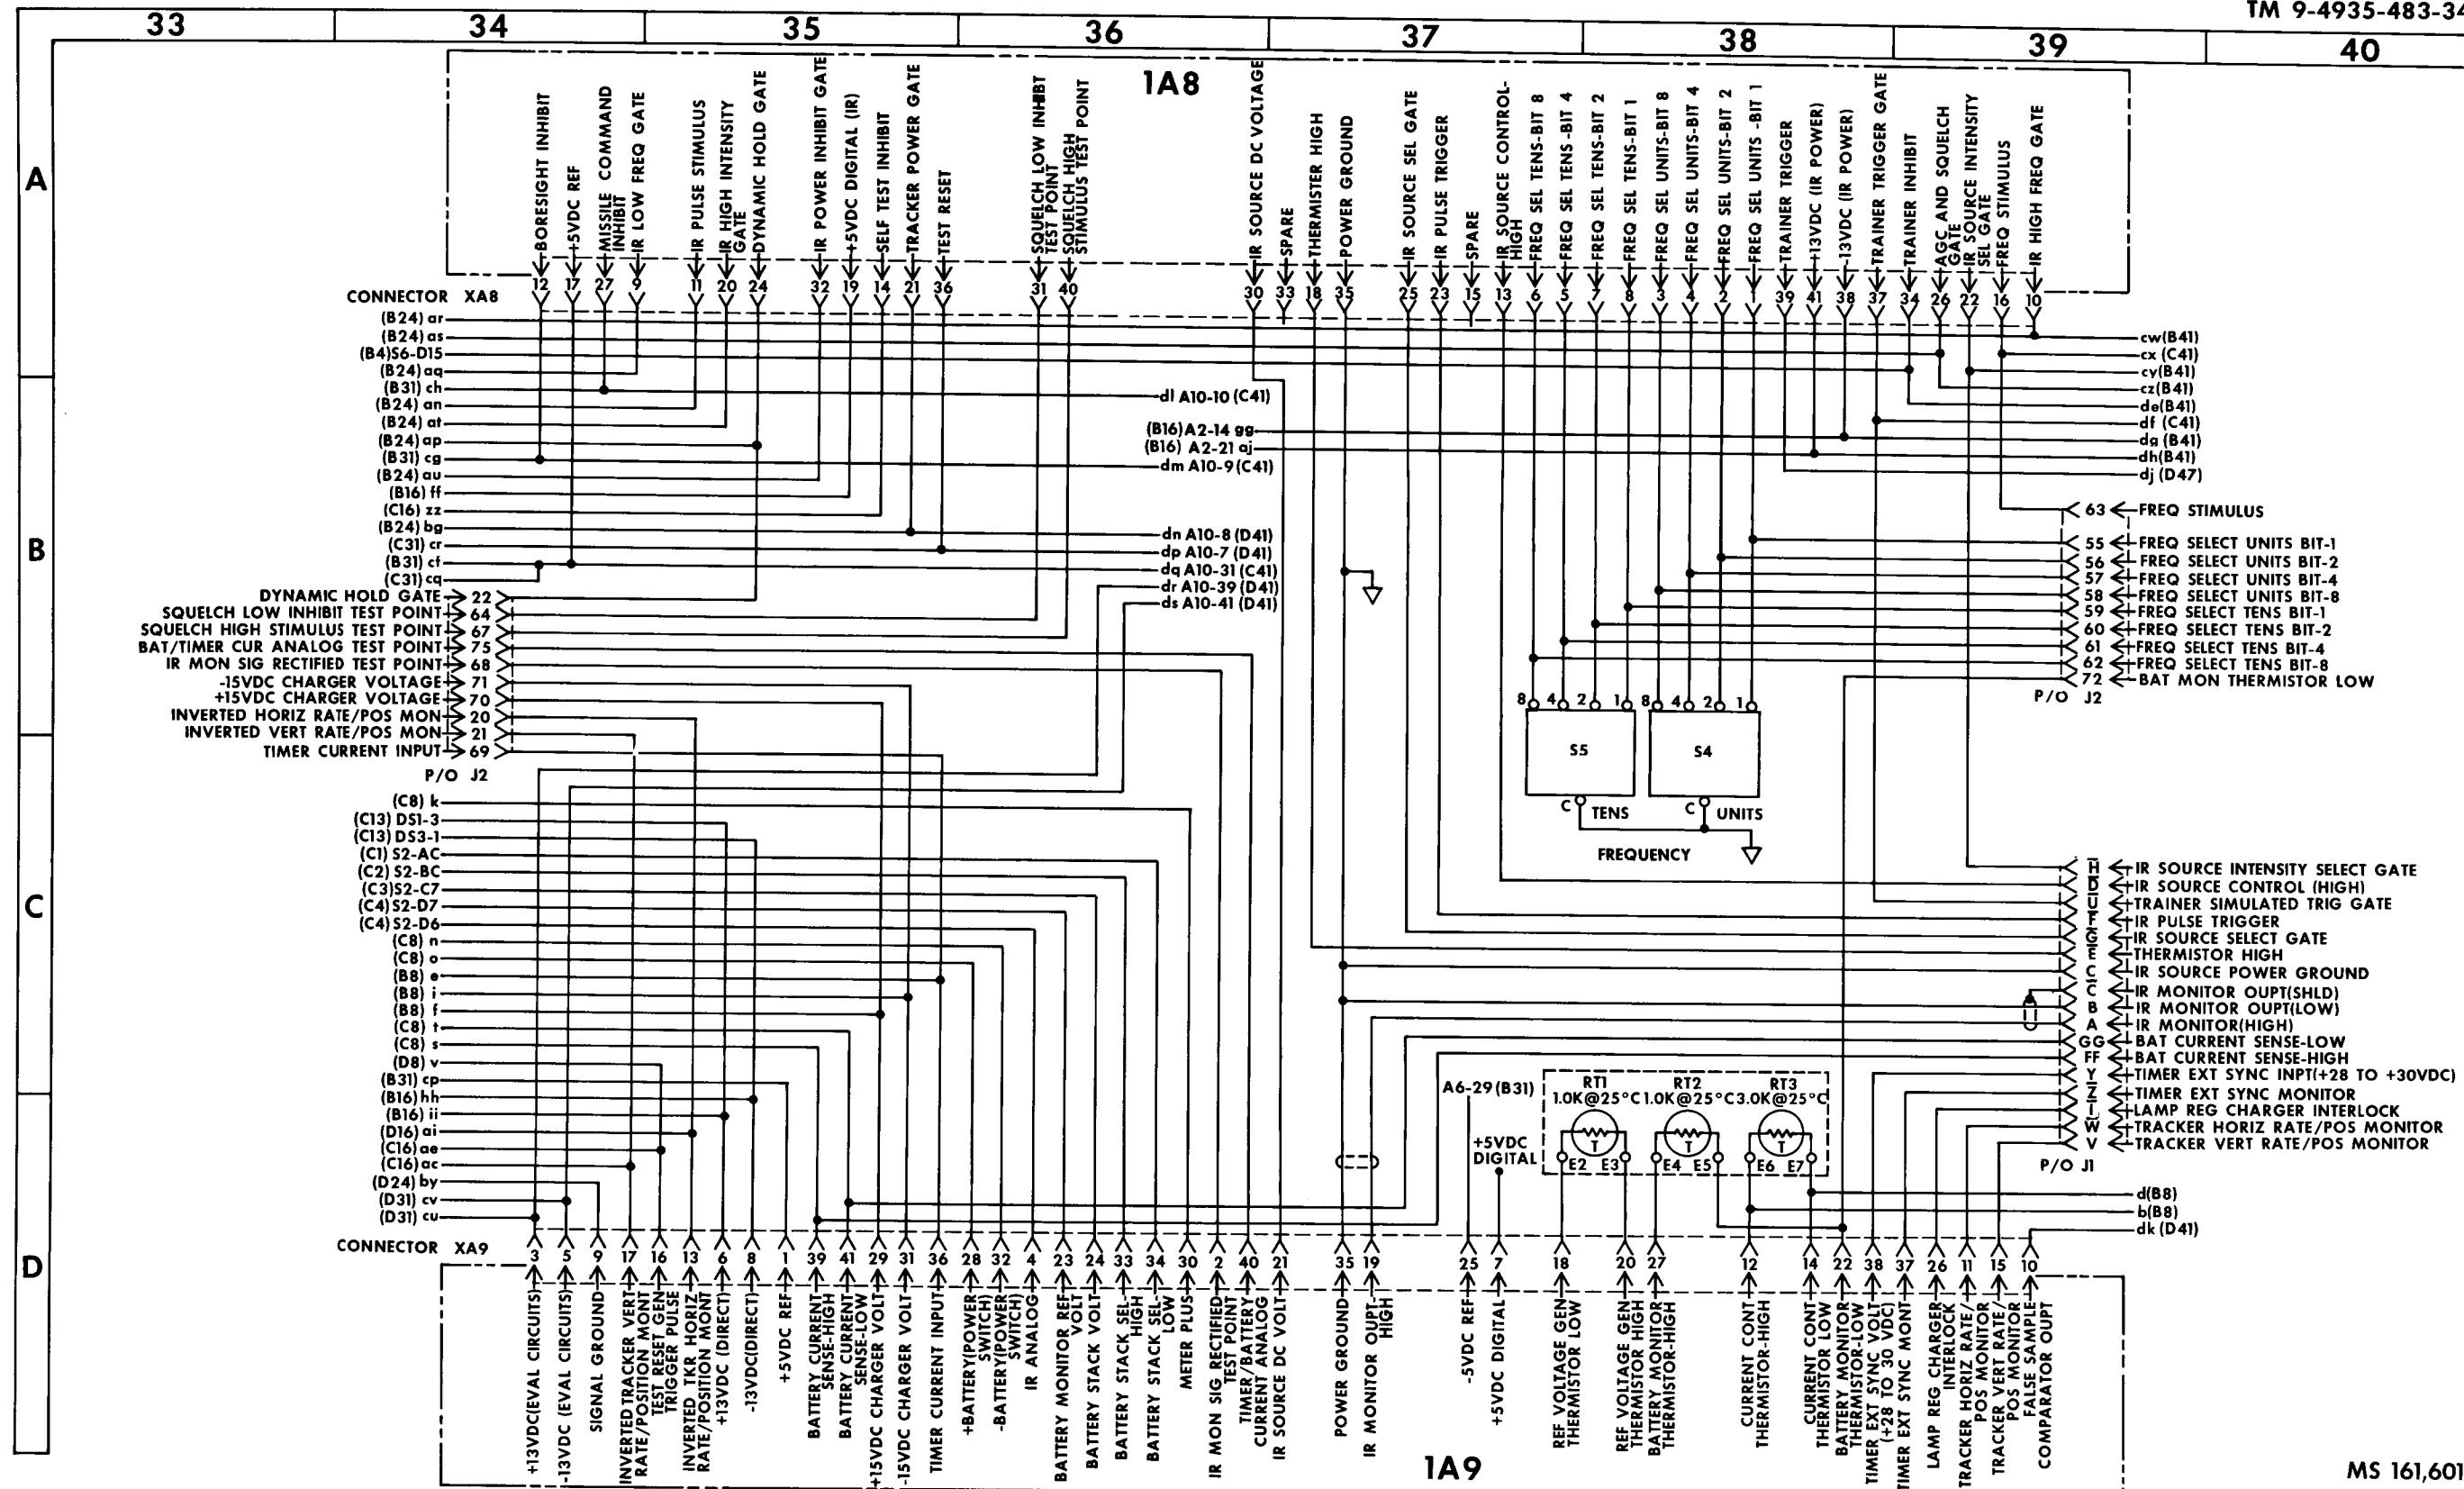 TM 9-4935-483-34
33
34
35
36
37
38
39
40
A
B
C
D
1A8
BORESIGHT INHIBIT
+5VDC REF
MISSILE COMMAND
INHIBIT
IR LOW FREQ GATE
IR PULSE STIMULUS
IR HIGH INTENSITY
GATE
DYNAMIC HOLD GATE
IR POWER INHIBIT GATE
+5VDC DIGITAL (IR)
SELF TEST INHIBIT
TRACKER POWER GATE
TEST RESET
SQUELCH LOW INHIBT
TEST POINT
SQUELCH HIGH
STIMULUS TEST POINT
IR SOURCE DC VOLTAGE
SPARE
THERMISTER HIGH
POWER GROUND
IR SOURCE SEL GATE
IR PULSE TRIGGER
SPARE
IR SOURCE CONTROL-
HIGH
FREQ SEL TENS-BIT 8
FREQ SEL TENS-BIT 4
FREQ SEL TENS-BIT 2
FREQ SEL TENS-BIT 1
FREQ SEL UNITS-BIT 8
FREQ SEL UNITS-BIT 4
FREQ SEL UNITS-BIT 2
FREQ SEL UNITS -BIT 1
TRAINER TRIGGER
+13VDC (IR POWER)
-13VDC (IR POWER)
TRAINER TRIGGER GATE
TRAINER INHIBIT
AGC AND SQUELCH
GATE
IR SOURCE INTENSITY
SEL GATE
FREQ STIMULUS
IR HIGH FREQ GATE
CONNECTOR XA8
12 17 27 9 11 20 24 32 19 14 21 36 31 40 30 33 18 35 25 23 15 13 6 5 7 8 3 4 2 1 39 41 38 37 34 26 22 16 10
(B24) ar
(B24) as
(B4)S6-D15
(B24) aq
(B31) ch
(B24) an
(B24) at
(B24) ap
(B31) cg
(B24) au
(B16) ff
(C16) zz
(B24) bg
(C31) cr
(B31) cf
(C31) cq
dl A10-10 (C41)
(B16) A2-14 gg
(B16) A2-21 aj
dm A10-9 (C41)
dn A10-8 (D41)
dp A10-7 (D41)
dq A10-31 (C41)
dr A10-39 (D41)
ds A10-41 (D41)
cw(B41)
cx (C41)
cy(B41)
cz(B41)
de(B41)
df (C41)
dg (B41)
dh(B41)
dj (D47)
DYNAMIC HOLD GATE 22
SQUELCH LOW INHIBIT TEST POINT 64
SQUELCH HIGH STIMULUS TEST POINT 67
BAT/TIMER CUR ANALOG TEST POINT 75
IR MON SIG RECTIFIED TEST POINT 68
-15VDC CHARGER VOLTAGE 71
+15VDC CHARGER VOLTAGE 70
INVERTED HORIZ RATE/POS MON 20
INVERTED VERT RATE/POS MON 21
TIMER CURRENT INPUT 69
P/O J2
63 FREQ STIMULUS
55 FREQ SELECT UNITS BIT-1
56 FREQ SELECT UNITS BIT-2
57 FREQ SELECT UNITS BIT-4
58 FREQ SELECT UNITS BIT-8
59 FREQ SELECT TENS BIT-1
60 FREQ SELECT TENS BIT-2
61 FREQ SELECT TENS BIT-4
62 FREQ SELECT TENS BIT-8
72 BAT MON THERMISTOR LOW
P/O J2
8 4 2 1 8 4 2 1
S5
S4
C TENS
C UNITS
FREQUENCY
(C8) k
(C13) DS1-3
(C13) DS3-1
(C1) S2-AC
(C2) S2-BC
(C3)S2-C7
(C4) S2-D7
(C4) S2-D6
(C8) n
(C8) o
(B8) e
(B8) i
(B8) f
(C8) t
(C8) s
(D8) v
(B31) cp
(B16) hh
(B16) ii
(D16) ai
(C16) ae
(C16) ac
(D24) by
(D31) cv
(D31) cu
H IR SOURCE INTENSITY SELECT GATE
D IR SOURCE CONTROL (HIGH)
U TRAINER SIMULATED TRIG GATE
F IR PULSE TRIGGER
G IR SOURCE SELECT GATE
E THERMISTOR HIGH
C IR SOURCE POWER GROUND
C IR MONITOR OUPT(SHLD)
B IR MONITOR OUPT(LOW)
A IR MONITOR(HIGH)
GG BAT CURRENT SENSE-LOW
FF BAT CURRENT SENSE-HIGH
Y TIMER EXT SYNC INPT(+28 TO +30VDC)
Z TIMER EXT SYNC MONITOR
LAMP REG CHARGER INTERLOCK
W TRACKER HORIZ RATE/POS MONITOR
V TRACKER VERT RATE/POS MONITOR
P/O J1
A6-29 (B31)
+5VDC
DIGITAL
RT1 RT2 RT3
1.0K@25°C 1.0K@25°C 3.0K@25°C
T T T
E2 E3 E4 E5 E6 E7
d(B8)
b(B8)
dk (D41)
CONNECTOR XA9
3 5 9 17 16 13 6 8 1 39 41 29 31 36 28 32 4 23 24 33 34 30 2 40 21 35 19 25 7 18 20 27 12 14 22 38 37 26 11 15 10
+13VDC(EVAL CIRCUITS)
-13VDC (EVAL CIRCUITS)
SIGNAL GROUND
INVERTED TRACKER VERT
RATE/POSITION MONT
TEST RESET GEN
TRIGGER PULSE
INVERTED TKR HORIZ
RATE/POSITION MONT
+13VDC (DIRECT)
-13VDC(DIRECT)
+5VDC REF
BATTERY CURRENT
SENSE-HIGH
BATTERY CURRENT
SENSE-LOW
+15VDC CHARGER VOLT
-15VDC CHARGER VOLT
TIMER CURRENT INPUT
+BATTERY(POWER
SWITCH)
-BATTERY(POWER
SWITCH)
IR ANALOG
BATTERY MONITOR REF
VOLT
BATTERY STACK VOLT
BATTERY STACK SEL-
HIGH
BATTERY STACK SEL-
LOW
METER PLUS
IR MON SIG RECTIFIED
TEST POINT
TIMER/BATTERY
CURRENT ANALOG
IR SOURCE DC VOLT
POWER GROUND
IR MONITOR OUPT-
HIGH
-5VDC REF
+5VDC DIGITAL
REF VOLTAGE GEN
THERMISTOR LOW
REF VOLTAGE GEN
THERMISTOR HIGH
BATTERY MONITOR
THERMISTOR-HIGH
CURRENT CONT
THERMISTOR-HIGH
CURRENT CONT
THERMISTOR LOW
BATTERY MONITOR
THERMISTOR-LOW
TIMER EXT SYNC VOLT
(+28 TO 30 VDC)
TIMER EXT SYNC MONT
LAMP REG CHARGER
INTERLOCK
TRACKER HORIZ RATE/
POS MONITOR
TRACKER VERT RATE/
POS MONITOR
FALSE SAMPLE
COMPARATOR OUPT
1A9
MS 161,601